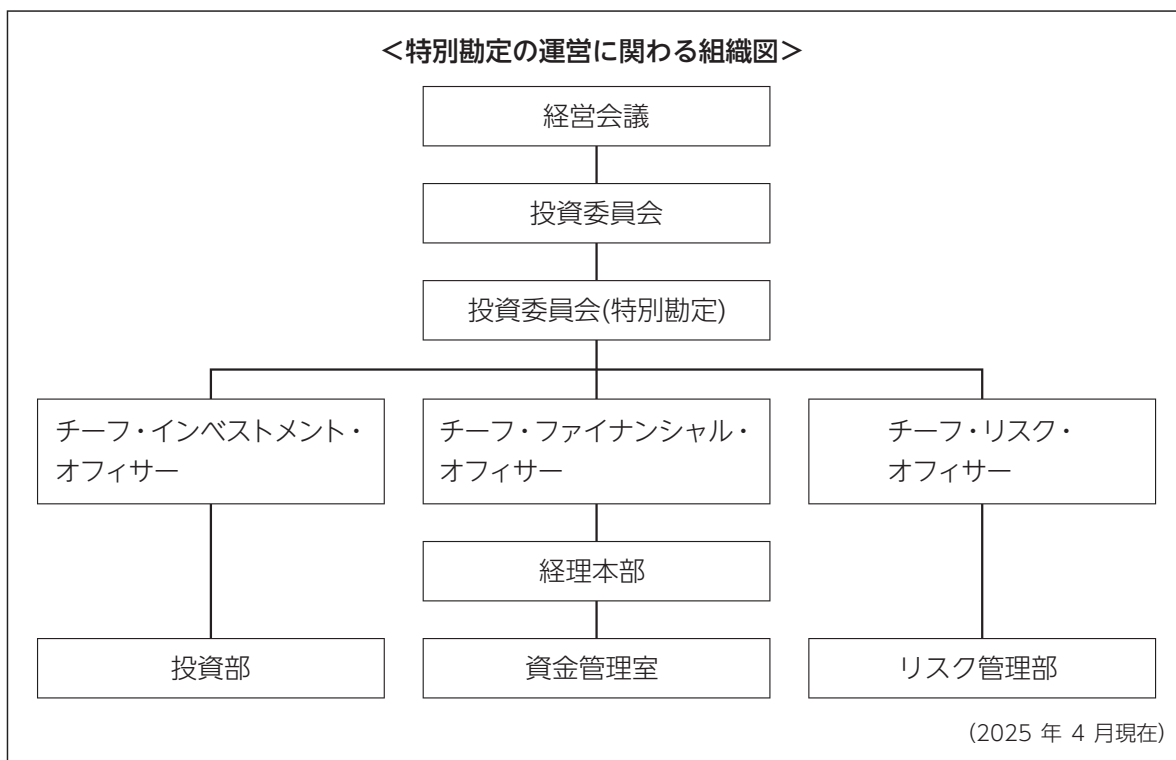 ＜特別勘定の運営に関わる組織図＞
経営会議
投資委員会
投資委員会(特別勘定)
チーフ・インベストメント・
オフィサー
チーフ・ファイナンシャル・
オフィサー
チーフ・リスク・
オフィサー
経理本部
投資部
資金管理室
リスク管理部
(2025 年 4 月現在)